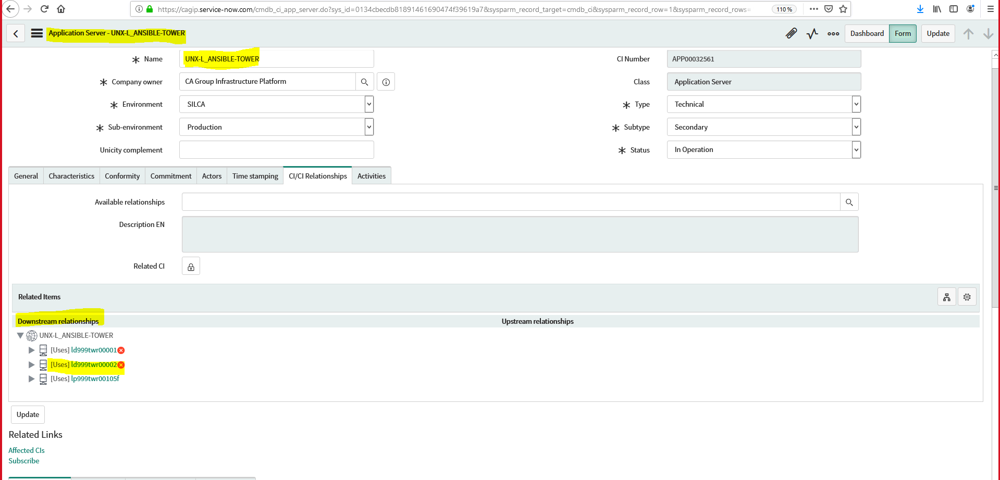 https://cagip.service-now.com/cmdb_ci_app_server.do?sys_id=0134cbecdb81891461690474f39619a7&sysparm_record_target=cmdb_ci&sysparm_record_row=1&sysparm_record_rows=
110 %
Application Server - UNX-L_ANSIBLE-TOWER
Dashboard Form Update
* Name UNX-L_ANSIBLE-TOWER CI Number APP00032561
* Company owner CA Group Infrastructure Platform Class Application Server
* Environment SILCA * Type Technical
* Sub-environment Production * Subtype Secondary
Unicity complement * Status In Operation
General Characteristics Conformity Commitment Actors Time stamping CI/CI Relationships Activities
Available relationships
Description EN
Related CI
Related Items
Downstream relationships Upstream relationships
UNX-L_ANSIBLE-TOWER
[Uses] ld999twr00001
[Uses] ld999twr00002
[Uses] lp999twr00105f
Update
Related Links
Affected CIs
Subscribe